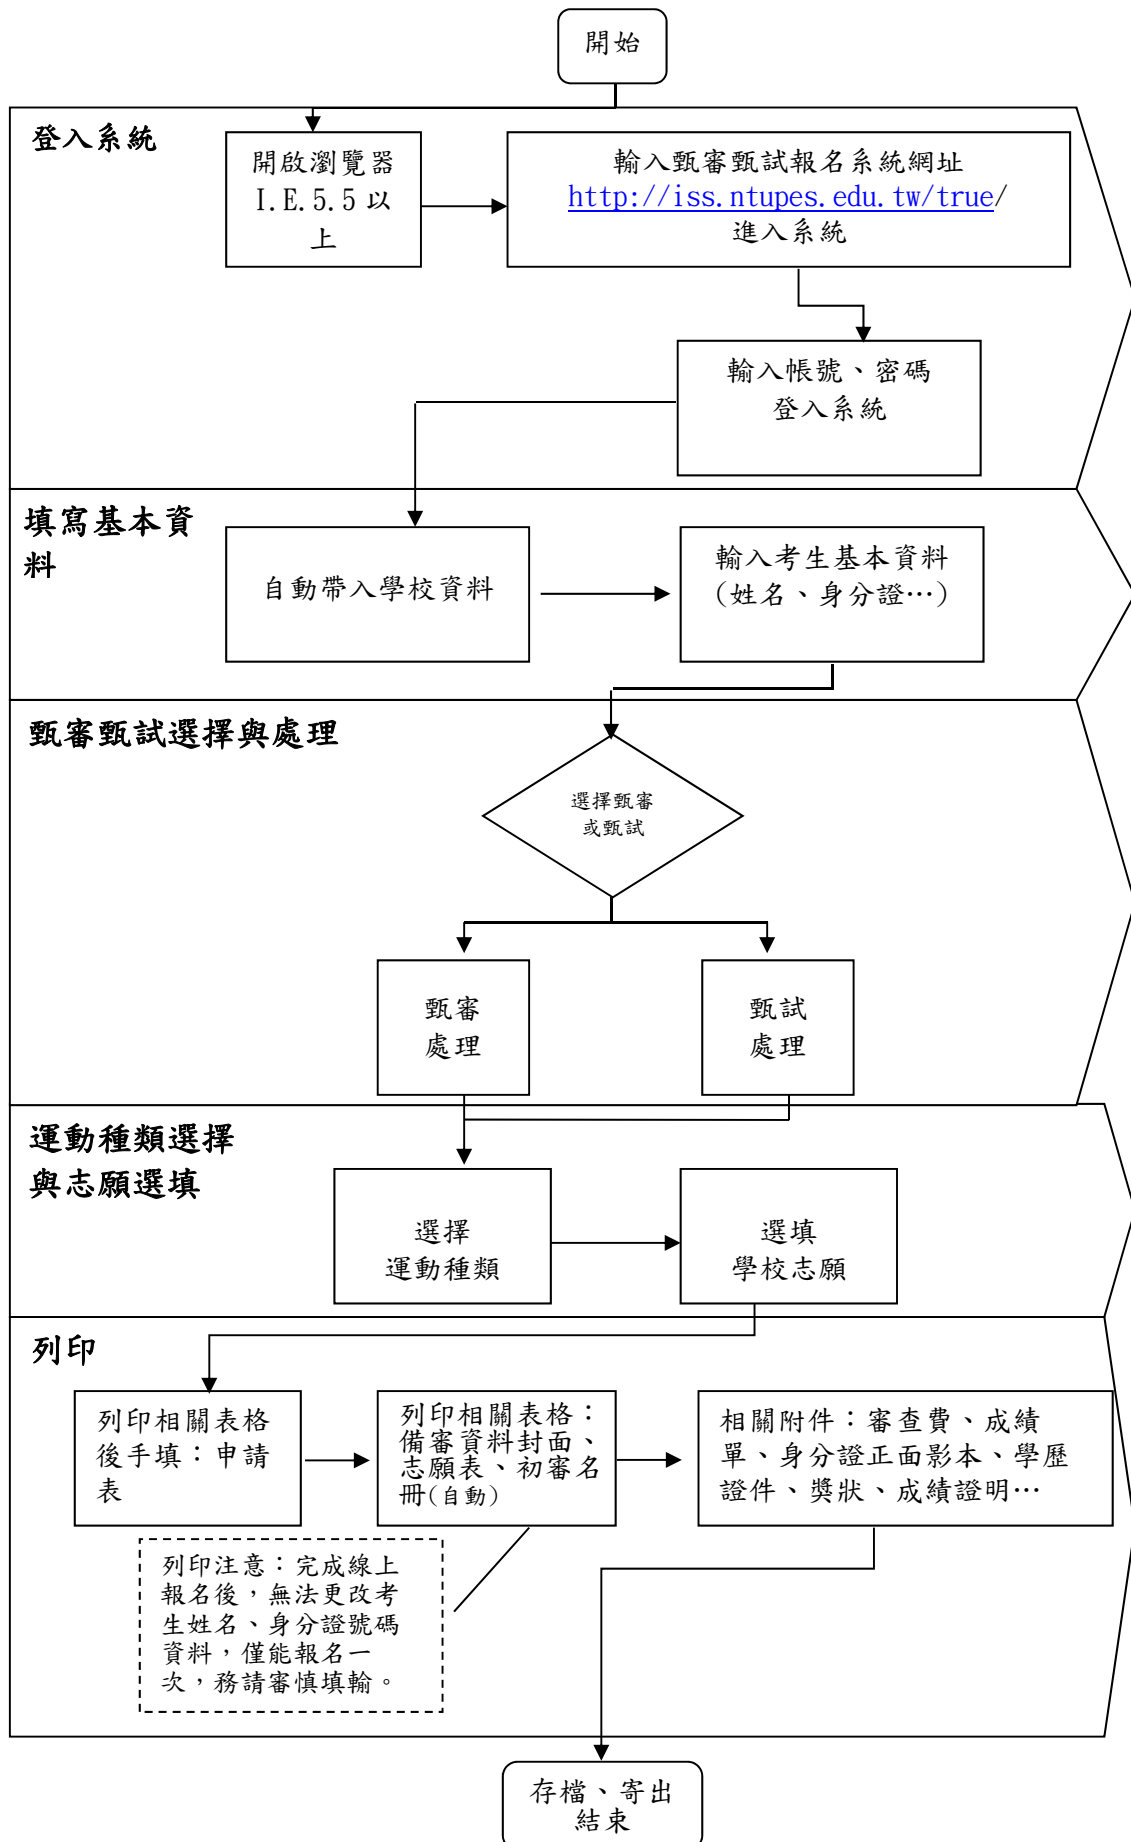 開始
登入系統
開啟瀏覽器
I.E.5.5 以
上
輸入甄審甄試報名系統網址
http://iss.ntupes.edu.tw/true/
進入系統
輸入帳號、密碼
登入系統
填寫基本資
料
自動帶入學校資料
輸入考生基本資料
(姓名、身分證…)
甄審甄試選擇與處理
選擇甄審
或甄試
甄審
處理
甄試
處理
運動種類選擇
與志願選填
選擇
運動種類
選填
學校志願
列印
列印相關表格
後手填：申請
表
列印相關表格：
備審資料封面、
志願表、初審名
冊(自動)
相關附件：審查費、成績
單、身分證正面影本、學歷
證件、獎狀、成績證明…
列印注意：完成線上
報名後，無法更改考
生姓名、身分證號碼
資料，僅能報名一
次，務請審慎填輸。
存檔、寄出
結束